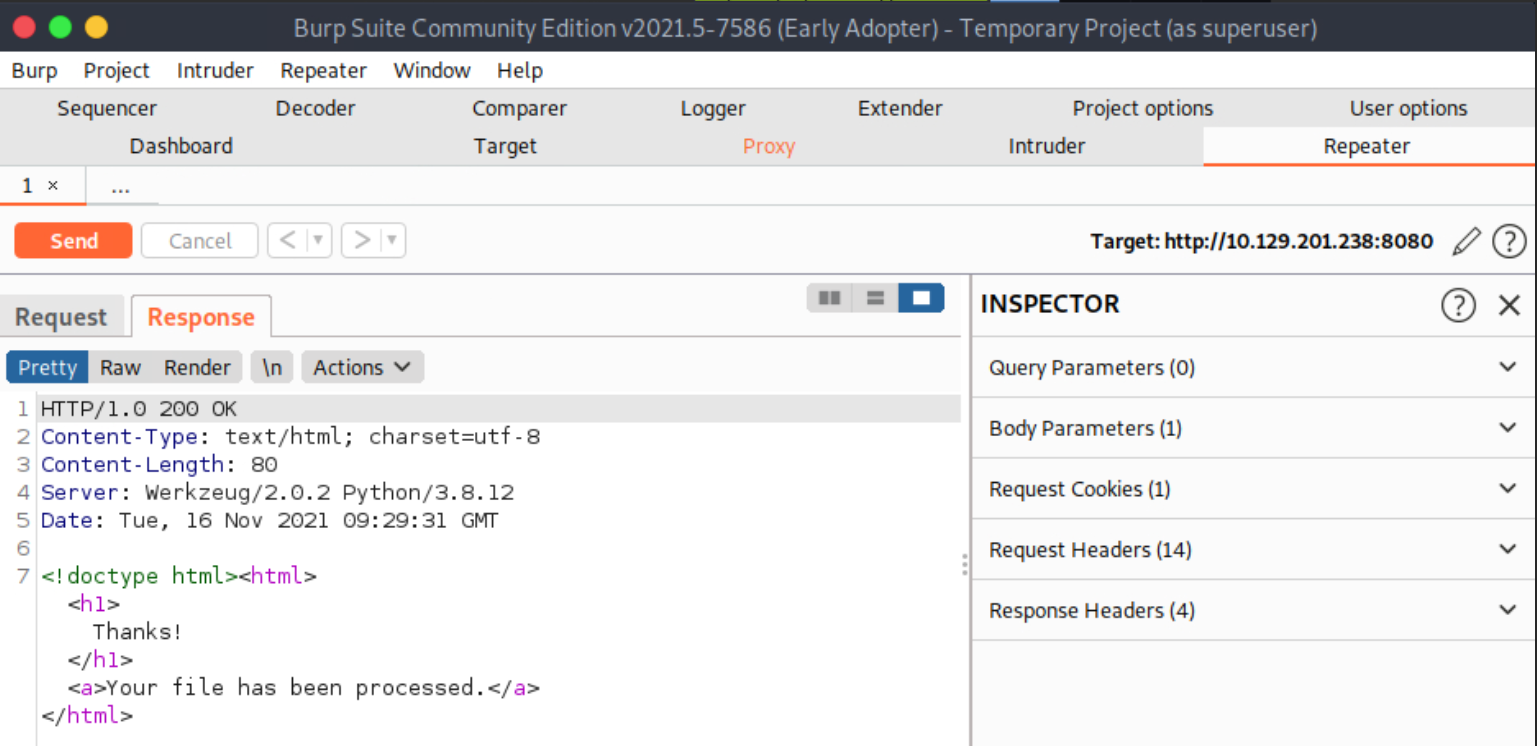 Burp Suite Community Edition v2021.5-7586 (Early Adopter) - Temporary Project (as superuser)
Burp Project Intruder Repeater Window Help
Sequencer Decoder Comparer Logger Extender Project options User options
Dashboard Target Proxy Intruder Repeater
1 × ...
Send Cancel < ▼ > ▼ Target: http://10.129.201.238:8080 ?
Request Response
INSPECTOR ? ×
Pretty Raw Render \n Actions
Query Parameters (0)
Body Parameters (1)
Request Cookies (1)
Request Headers (14)
Response Headers (4)
1 HTTP/1.0 200 OK
2 Content-Type: text/html; charset=utf-8
3 Content-Length: 80
4 Server: Werkzeug/2.0.2 Python/3.8.12
5 Date: Tue, 16 Nov 2021 09:29:31 GMT
6
7 <!doctype html><html>
<h1>
Thanks!
</h1>
<a>Your file has been processed.</a>
</html>